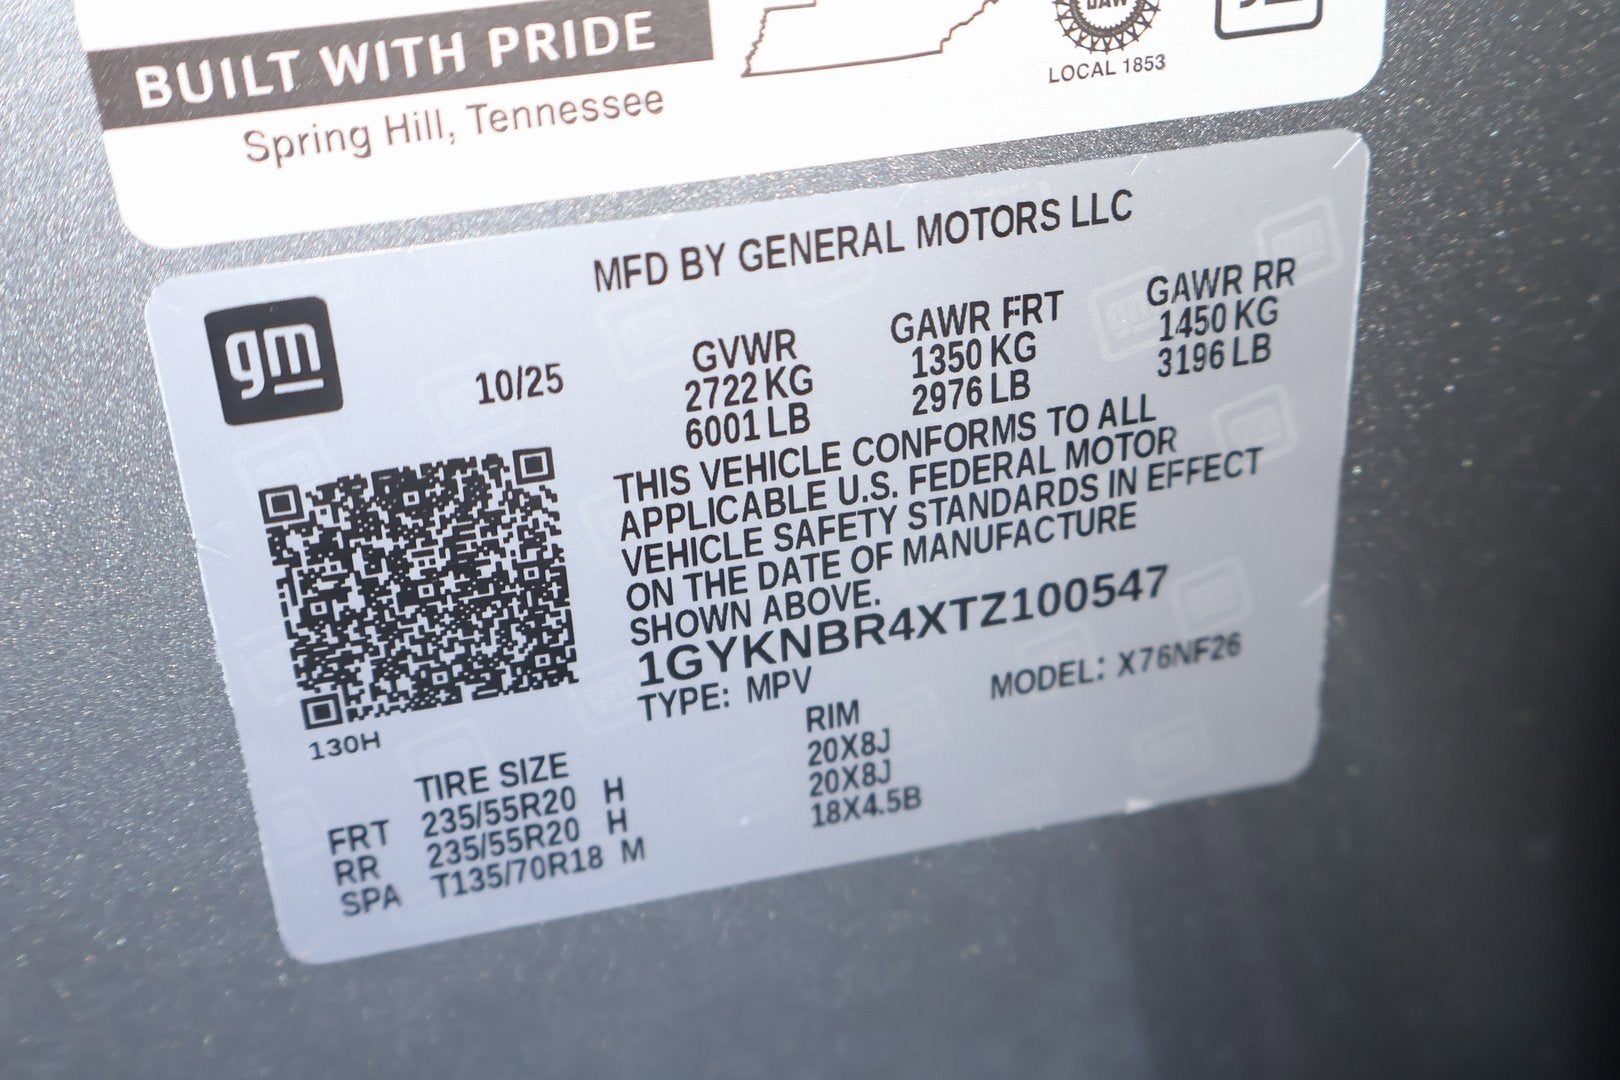 UAW
BUILT WITH PRIDE
LOCAL 1853
Spring Hill, Tennessee
MFD BY GENERAL MOTORS LLC
gm
10/25
GVWR
2722 KG
6001 LB
GAWR FRT
1350 KG
2976 LB
GAWR RR
1450 KG
3196 LB
THIS VEHICLE CONFORMS TO ALL
APPLICABLE U.S. FEDERAL MOTOR
VEHICLE SAFETY STANDARDS IN EFFECT
ON THE DATE OF MANUFACTURE
SHOWN ABOVE.
1GYKNBR4XTZ100547
TYPE: MPV
MODEL: X76NF26
130H
TIRE SIZE
RIM
FRT 235/55R20 H 20X8J
RR 235/55R20 H 20X8J
SPA T135/70R18 M 18X4.5B